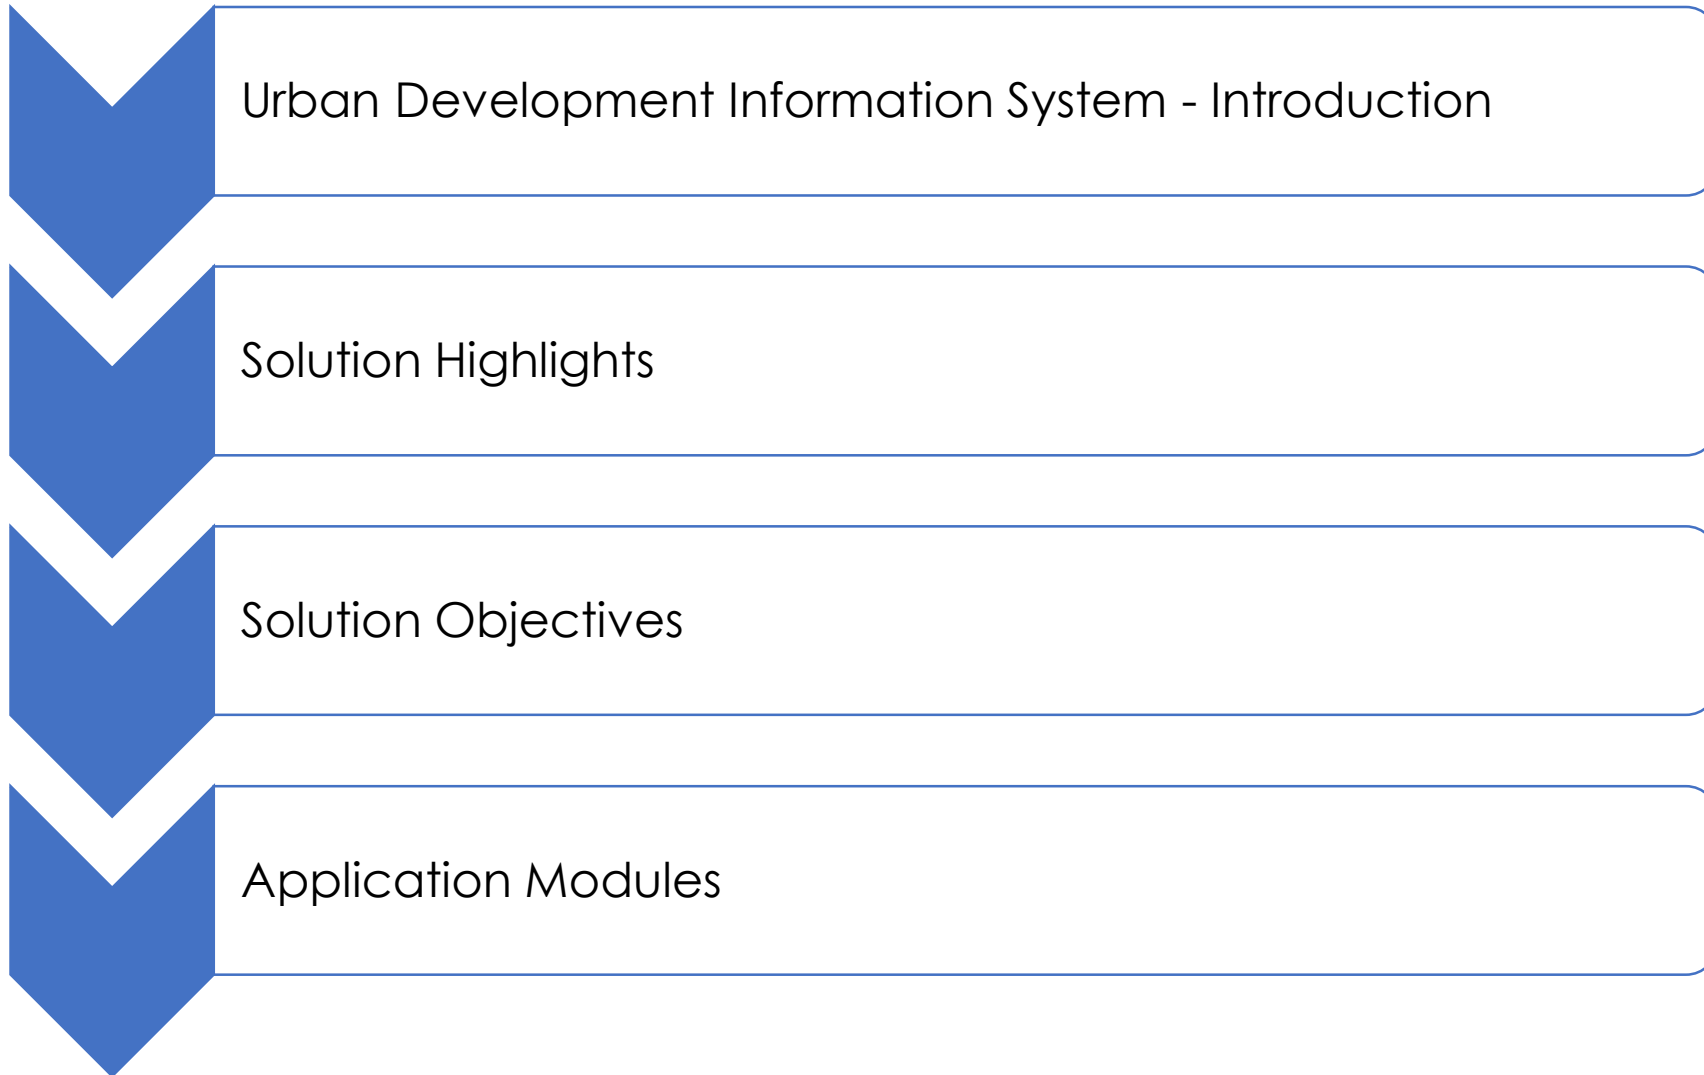 Urban Development Information System - Introduction
Solution Highlights
Solution Objectives
Application Modules